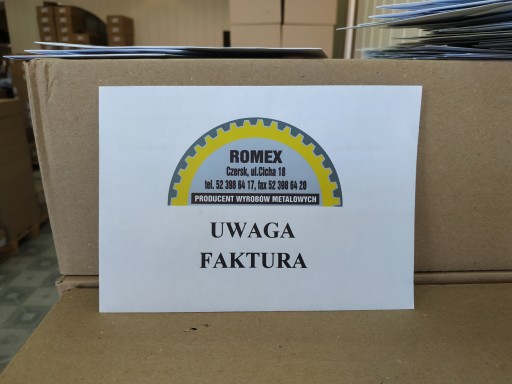 ROMEX
Czersk, ul.Cicha 18
tel. 52 398 64 17, fax 52 398 64 20
PRODUCENT WYROBÓW METALOWYCH
UWAGA
FAKTURA